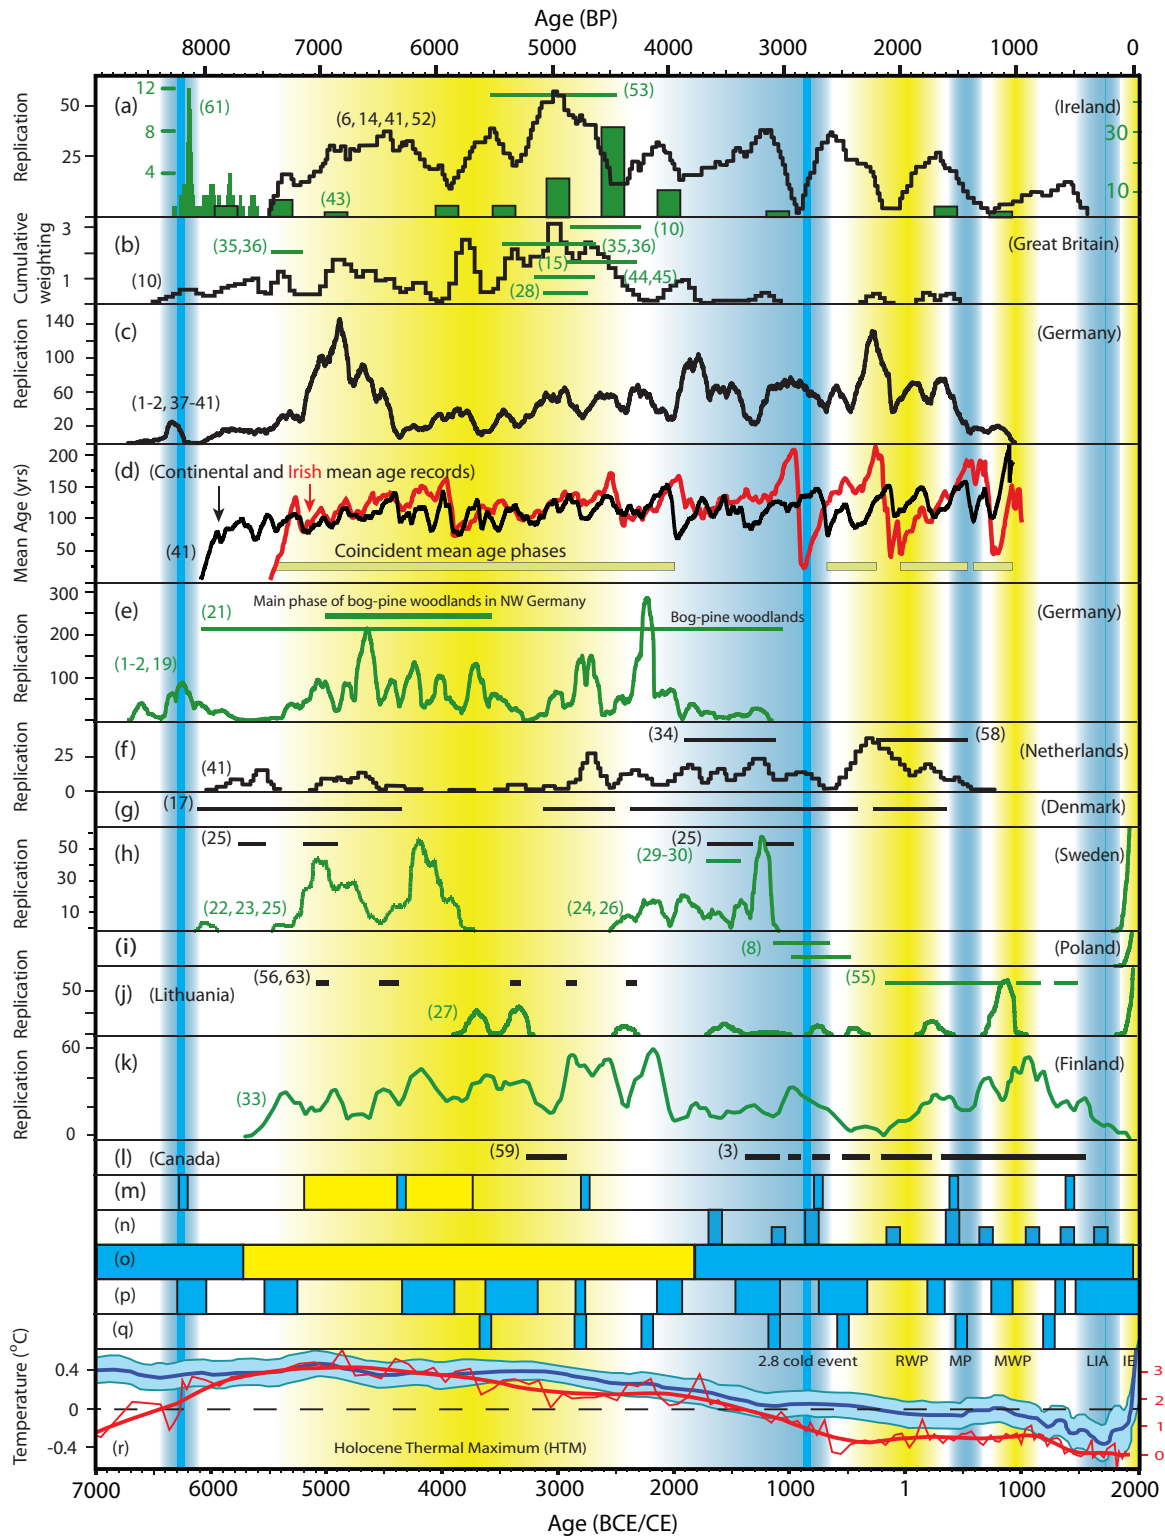 Age (BP)
8000 7000 6000 5000 4000 3000 2000 1000 0
Replication
50
25
12
8
4
(a)
(61)
(6, 14, 41, 52)
(53)
(43)
(Ireland)
30
20
10
Cumulative
weighting
3
1
(b)
(35,36)
(10)
(10)
(35,36)
(15)
(44,45)
(28)
(Great Britain)
Replication
140
100
60
20
(c)
(1-2, 37-41)
(Germany)
Mean Age (yrs)
200
150
100
50
(d)
(Continental and Irish mean age records)
(41)
Coincident mean age phases
Replication
300
200
100
(e)
(21)
Main phase of bog-pine woodlands in NW Germany
Bog-pine woodlands
(1-2, 19)
(Germany)
Replication
25
0
(f)
(41)
(34)
(58)
(Netherlands)
(g)
(17)
(Denmark)
Replication
50
30
10
(h)
(25)
(25)
(29-30)
(22, 23, 25)
(24, 26)
(Sweden)
(i)
(8)
(Poland)
Replication
50
(j)
(Lithuania)
(56, 63)
(27)
(55)
Replication
60
0
(k)
(33)
(Finland)
(l)
(Canada)
(59)
(3)
(m)
(n)
(o)
(p)
(q)
Temperature (°C)
0.4
0
-0.4
2.8 cold event
RWP
MP
MWP
LIA
IE
3
2
1
0
(r)
Holocene Thermal Maximum (HTM)
7000 6000 5000 4000 3000 2000 1000 1 1000 2000
Age (BCE/CE)